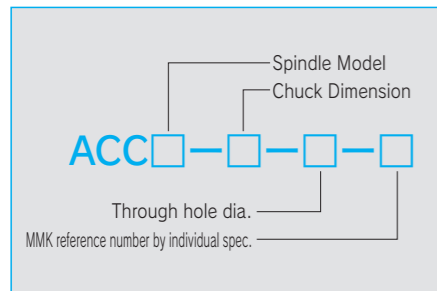 Spindle Model
Chuck Dimension
ACC□-□-□-□
Through hole dia.
MMK reference number by individual spec.